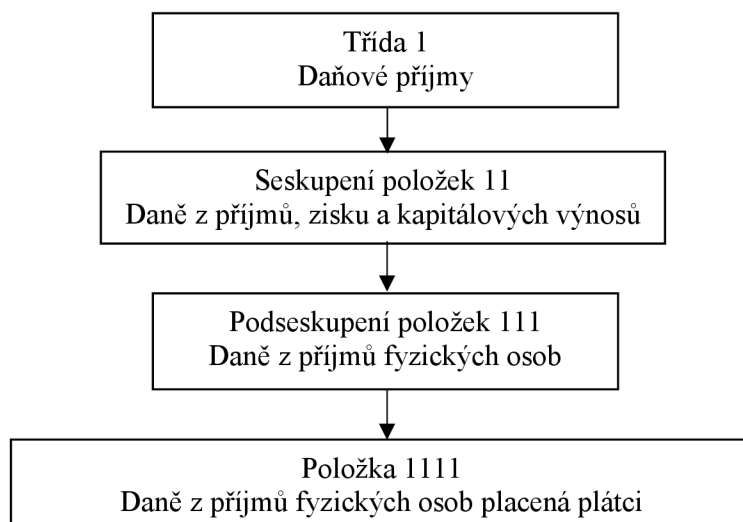 Třída 1
Daňové příjmy
Seskupení položek 11
Daně z příjmů, zisku a kapitálových výnosů
Podseskupení položek 111
Daně z příjmů fyzických osob
Položka 1111
Daně z příjmů fyzických osob placená plátci